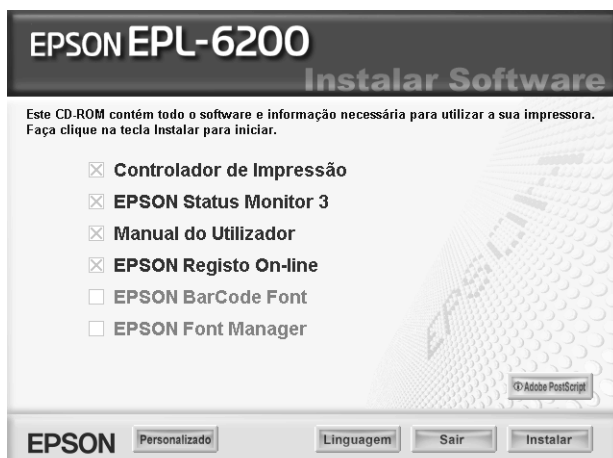 EPSON EPL-6200
Instalar Software
Este CD-ROM contém todo o software e informação necessária para utilizar a sua impressora.
Faça clique na tecla Instalar para iniciar.
Controlador de Impressão
EPSON Status Monitor 3
Manual do Utilizador
EPSON Registo On-line
EPSON BarCode Font
EPSON Font Manager
EPSON
Adobe PostScript
EPSON
Personalizado
Linguagem
Sair
Instalar